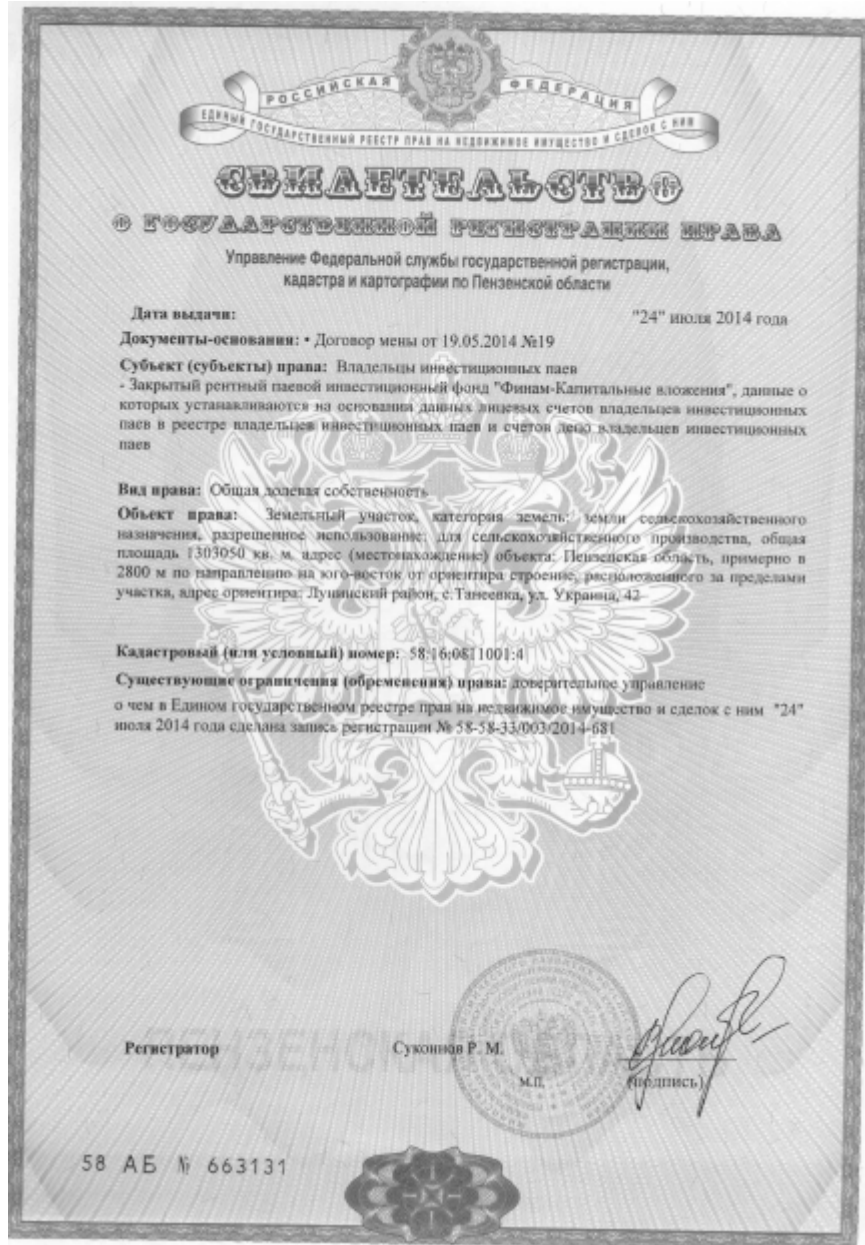 РОССИЙСКАЯ ФЕДЕРАЦИЯ
ЕДИНЫЙ ГОСУДАРСТВЕННЫЙ РЕЕСТР ПРАВ НА НЕДВИЖИМОЕ ИМУЩЕСТВО И СДЕЛОК С НИМ
СВИДЕТЕЛЬСТВО
О ГОСУДАРСТВЕННОЙ РЕГИСТРАЦИИ ПРАВА
Управление Федеральной службы государственной регистрации,
кадастра и картографии по Пензенской области
Дата выдачи: "24" июля 2014 года
Документы-основания: • Договор мены от 19.05.2014 №19
Субъект (субъекты) права: Владельцы инвестиционных паев
- Закрытый рентный паевой инвестиционный фонд "Финам-Капитальные вложения", данные о
которых устанавливаются на основании данных лицевых счетов владельцев инвестиционных
паев в реестре владельцев инвестиционных паев и счетов депо владельцев инвестиционных
паев
Вид права: Общая долевая собственность
Объект права: Земельный участок, категория земель: земли сельскохозяйственного
назначения, разрешенное использование: для сельскохозяйственного производства, общая
площадь 1303050 кв. м, адрес (местонахождение) объекта: Пензенская область, примерно в
2800 м по направлению на юго-восток от ориентира строение, расположенного за пределами
участка, адрес ориентира: Лунинский район, с.Танеевка, ул. Украина, 42
Кадастровый (или условный) номер: 58:16:0811001:4
Существующие ограничения (обременения) права: доверительное управление
о чем в Едином государственном реестре прав на недвижимое имущество и сделок с ним "24"
июля 2014 года сделана запись регистрации № 58-58-33/003/2014-681
Регистратор Суконнов Р. М.
М.П. (подпись)
58 АБ № 663131